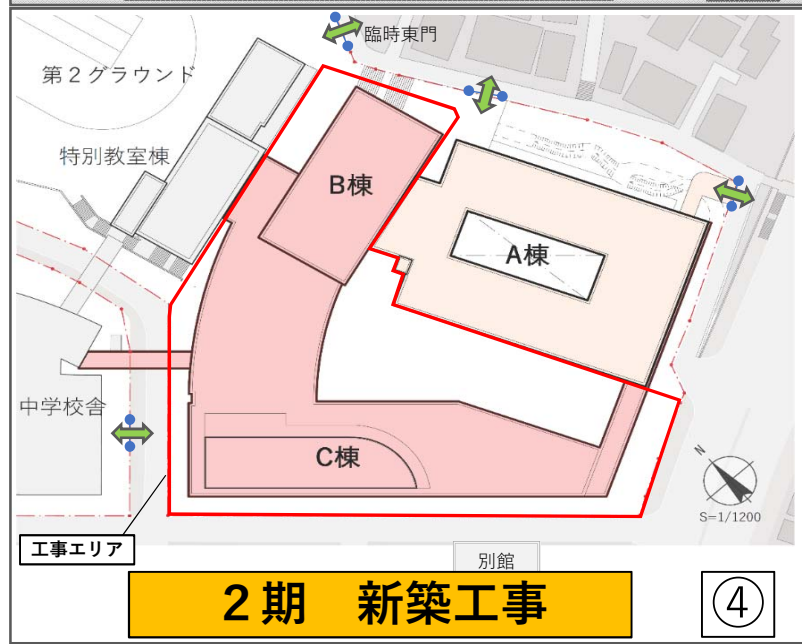 臨時東門
第２グラウンド
特別教室棟
B棟
A棟
中学校舎
C棟
N
S=1/1200
工事エリア
別館
２期　新築工事
④